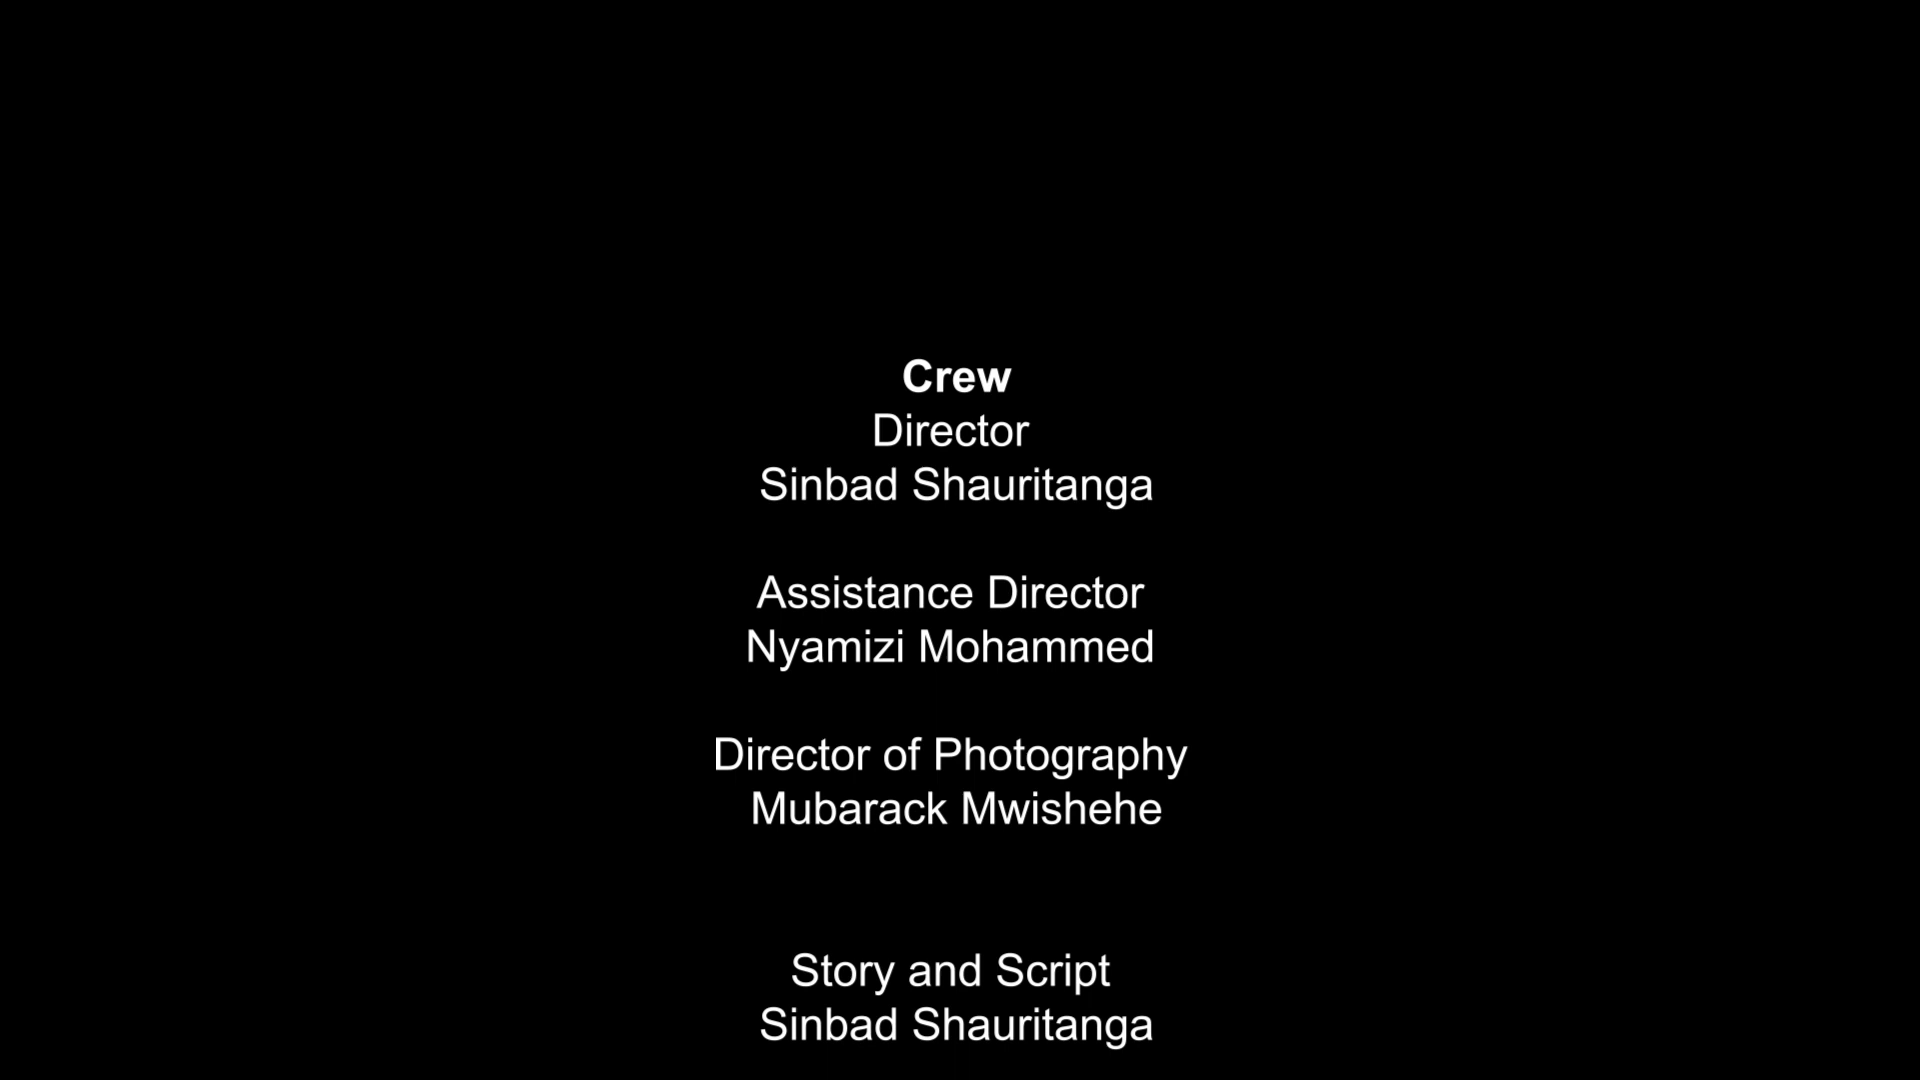 Crew
Director
Sinbad Shauritanga
Assistance Director
Nyamizi Mohammed
Director of Photography
Mubarack Mwishehe
Story and Script
Sinbad Shauritanga